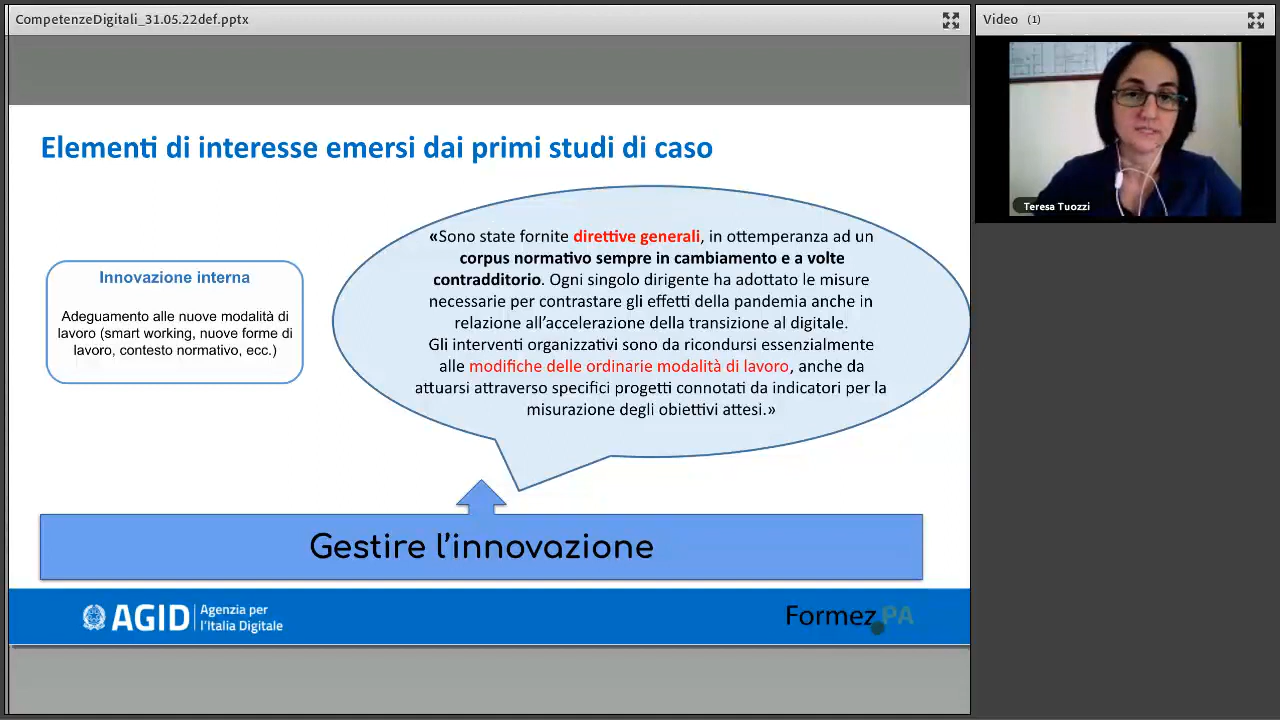 CompetenzeDigitali_31.05.22def.pptx
Video (1)
Teresa Tuozzi
Elementi di interesse emersi dai primi studi di caso
Innovazione interna
Adeguamento alle nuove modalità di
lavoro (smart working, nuove forme di
lavoro, contesto normativo, ecc.)
«Sono state fornite direttive generali, in ottemperanza ad un
corpus normativo sempre in cambiamento e a volte
contradditorio. Ogni singolo dirigente ha adottato le misure
necessarie per contrastare gli effetti della pandemia anche in
relazione all’accelerazione della transizione al digitale.
Gli interventi organizzativi sono da ricondursi essenzialmente
alle modifiche delle ordinarie modalità di lavoro, anche da
attuarsi attraverso specifici progetti connotati da indicatori per la
misurazione degli obiettivi attesi.»
Gestire l’innovazione
AGID
Agenzia per
l’Italia Digitale
Formez PA